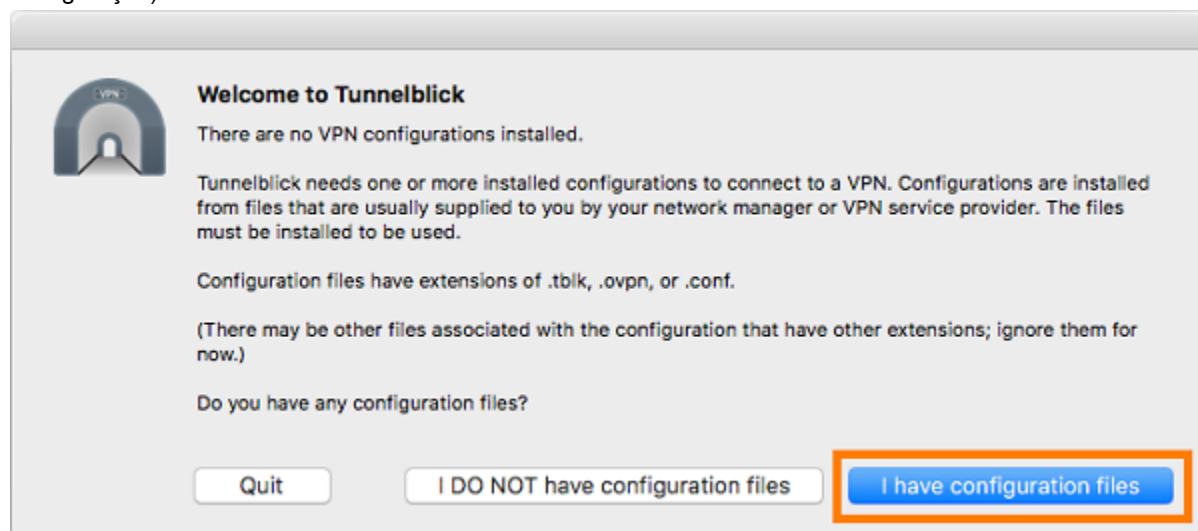 Welcome to Tunnelblick
There are no VPN configurations installed.
Tunnelblick needs one or more installed configurations to connect to a VPN. Configurations are installed
from files that are usually supplied to you by your network manager or VPN service provider. The files
must be installed to be used.
Configuration files have extensions of .tblk, .ovpn, or .conf.
(There may be other files associated with the configuration that have other extensions; ignore them for
now.)
Do you have any configuration files?
Quit
I DO NOT have configuration files
I have configuration files